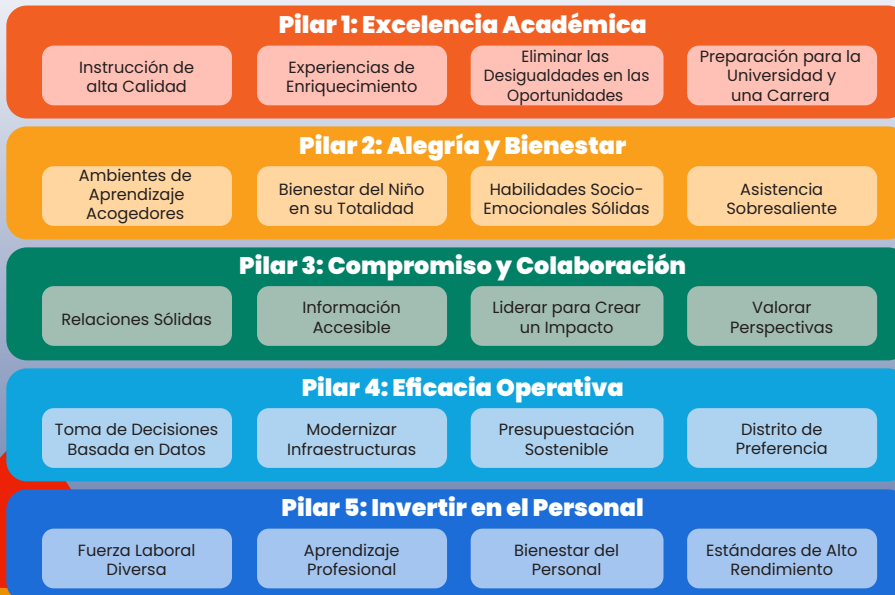 Pilar 1: Excelencia Académica
Instrucción de
alta Calidad
Experiencias de
Enriquecimiento
Eliminar las
Desigualdades en las
Oportunidades
Preparación para la
Universidad y
una Carrera
Pilar 2: Alegría y Bienestar
Ambientes de
Aprendizaje
Acogedores
Bienestar del Niño
en su Totalidad
Habilidades Socio-
Emocionales Sólidas
Asistencia
Sobresaliente
Pilar 3: Compromiso y Colaboración
Relaciones Sólidas
Información
Accesible
Liderar para Crear
un Impacto
Valorar
Perspectivas
Pilar 4: Eficacia Operativa
Toma de Decisiones
Basada en Datos
Modernizar
Infraestructuras
Presupuestación
Sostenible
Distrito de
Preferencia
Pilar 5: Invertir en el Personal
Fuerza Laboral
Diversa
Aprendizaje
Profesional
Bienestar del
Personal
Estándares de Alto
Rendimiento